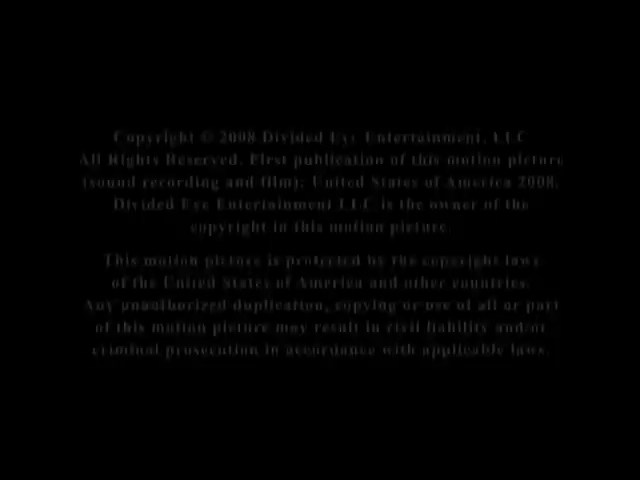 Copyright © 2008 Divided Eye Entertainment, LLC
All Rights Reserved. First publication of this motion picture
(sound recording and film): United States of America 2008.
Divided Eye Entertainment LLC is the owner of the
copyright in this motion picture.
This motion picture is protected by the copyright laws
of the United States of America and other countries.
Any unauthorized duplication, copying or use of all or part
of this motion picture may result in civil liability and/or
criminal prosecution in accordance with applicable laws.